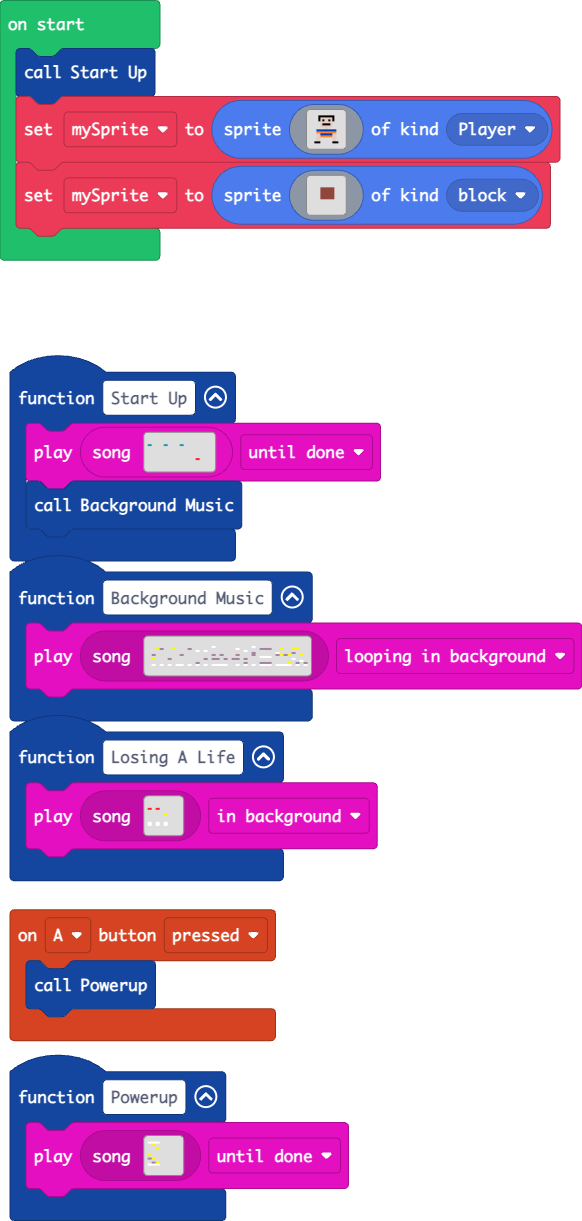 on start
call Start Up
set mySprite to sprite of kind Player
set mySprite to sprite of kind block
function Start Up
play song until done
call Background Music
function Background Music
play song looping in background
function Losing A Life
play song in background
on A button pressed
call Powerup
function Powerup
play song until done